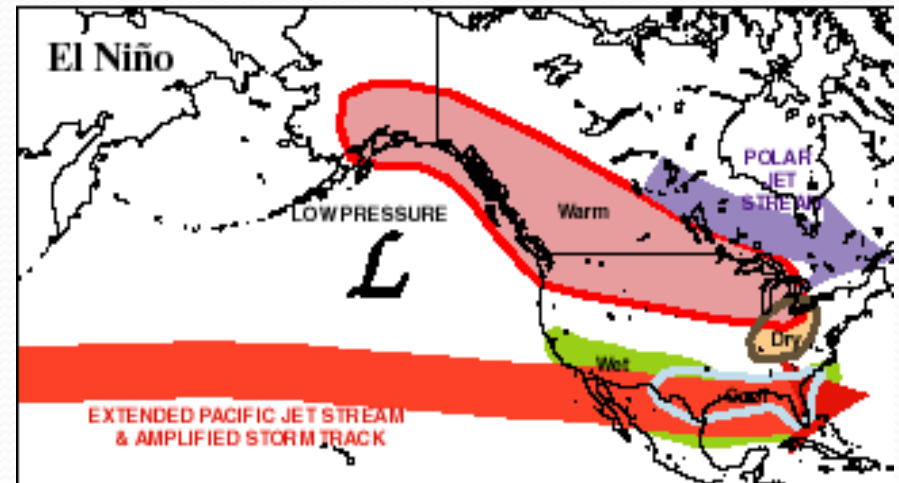 El Niño
POLAR
JET
STREAM
LOW PRESSURE
Warm
L
Dry
Wet
Cool
EXTENDED PACIFIC JET STREAM
& AMPLIFIED STORM TRACK